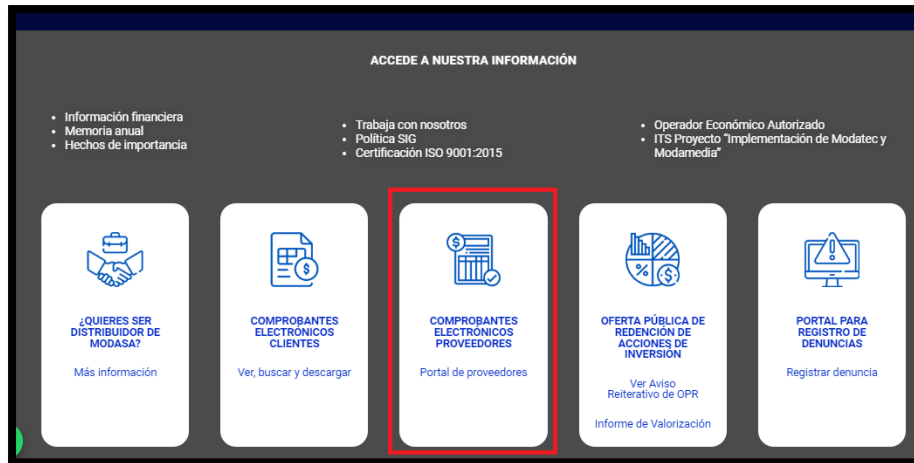 ACCEDE A NUESTRA INFORMACIÓN
• Información financiera
• Memoria anual
• Hechos de importancia
• Trabaja con nosotros
• Política SIG
• Certificación ISO 9001:2015
• Operador Económico Autorizado
• ITS Proyecto "Implementación de Modatec y
Modamedia"
¿QUIERES SER
DISTRIBUIDOR DE
MODASA?
Más información
COMPROBANTES
ELECTRÓNICOS
CLIENTES
Ver, buscar y descargar
COMPROBANTES
ELECTRÓNICOS
PROVEEDORES
Portal de proveedores
OFERTA PÚBLICA DE
REDENCIÓN DE
ACCIONES DE
INVERSIÓN
Ver Aviso
Reiterativo de OPR
Informe de Valorización
PORTAL PARA
REGISTRO DE
DENUNCIAS
Registrar denuncia